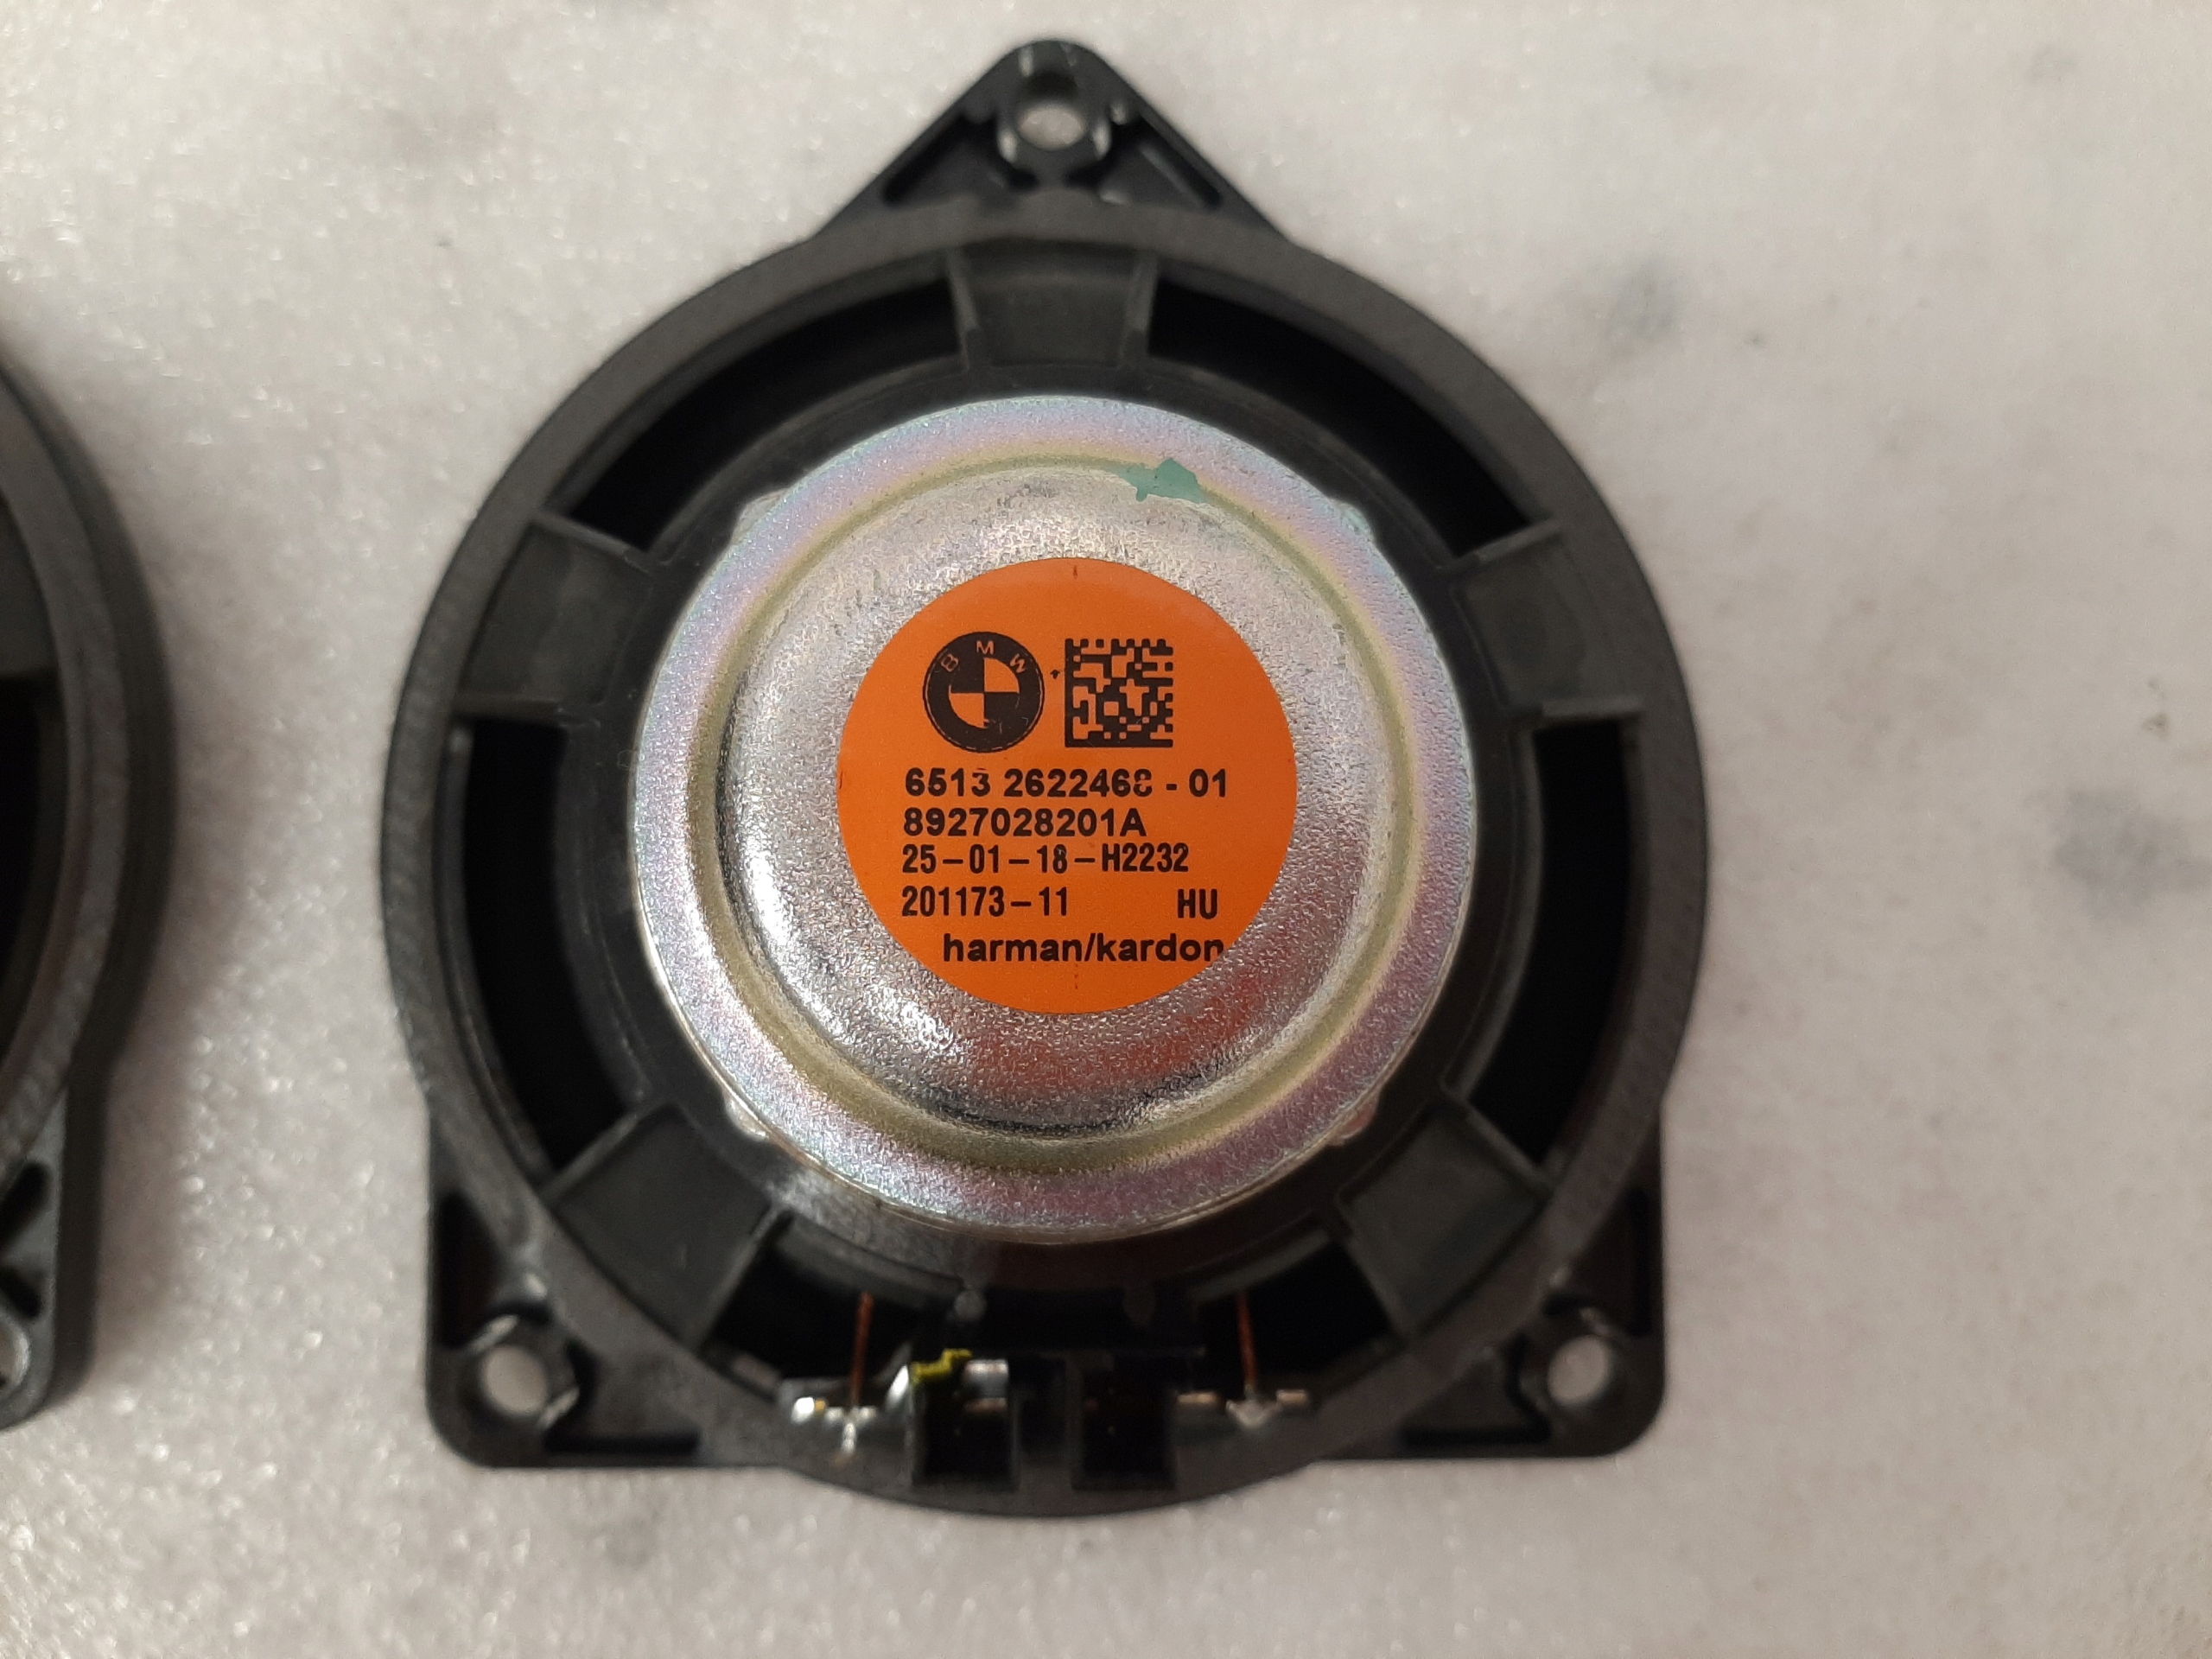 BMW
6513 2622468 - 01
8927028201A
25-01-18-H2232
201173-11 HU
harman/kardon